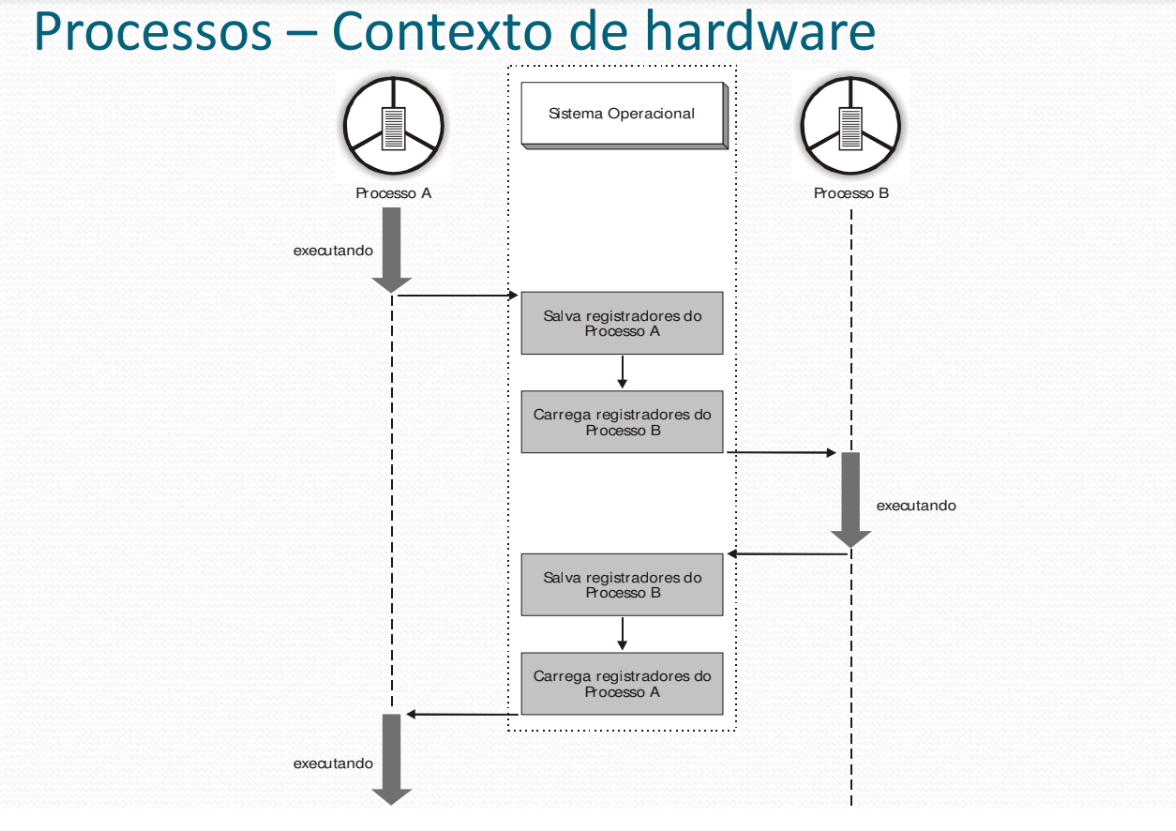 Processos – Contexto de hardware
Sistema Operacional
Processo A
Processo B
executando
Salva registradores do
Processo A
Carrega registradores do
Processo B
executando
Salva registradores do
Processo B
Carrega registradores do
Processo A
executando